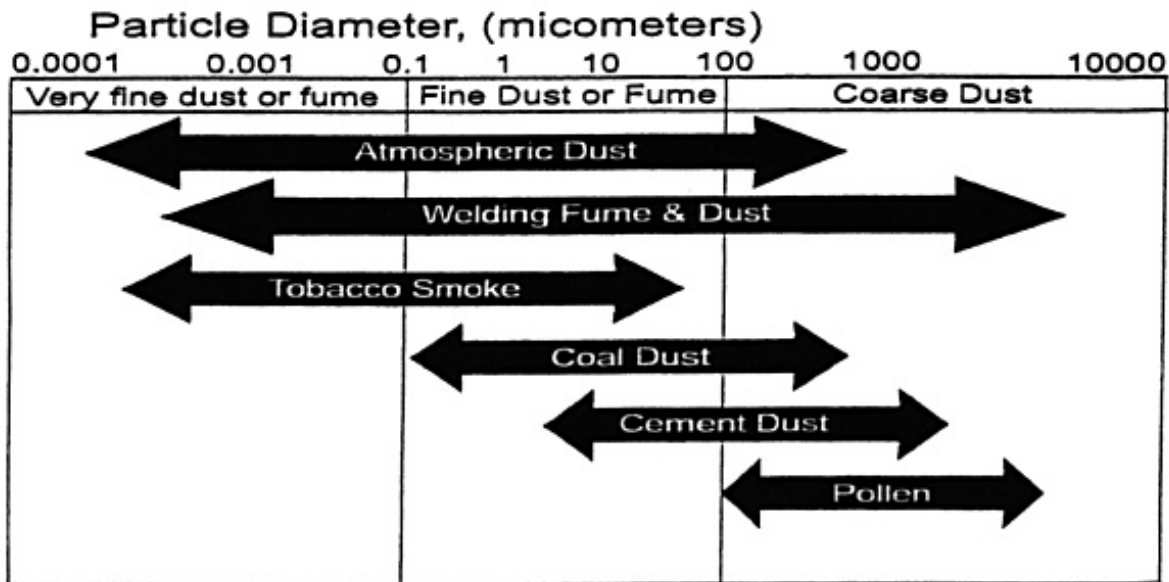 Particle Diameter, (micometers)
0.0001 0.001 0.1 1 10 100 1000 10000
Very fine dust or fume Fine Dust or Fume Coarse Dust
Atmospheric Dust
Welding Fume & Dust
Tobacco Smoke
Coal Dust
Cement Dust
Pollen